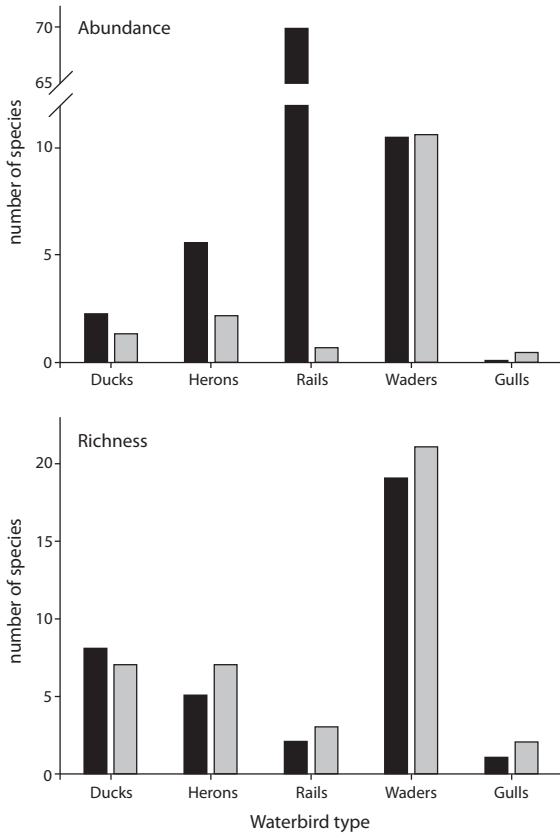 Abundance
70
65
10
5
0
number of species
Ducks Herons Rails Waders Gulls
Richness
20
15
10
5
0
number of species
Ducks Herons Rails Waders Gulls
Waterbird type